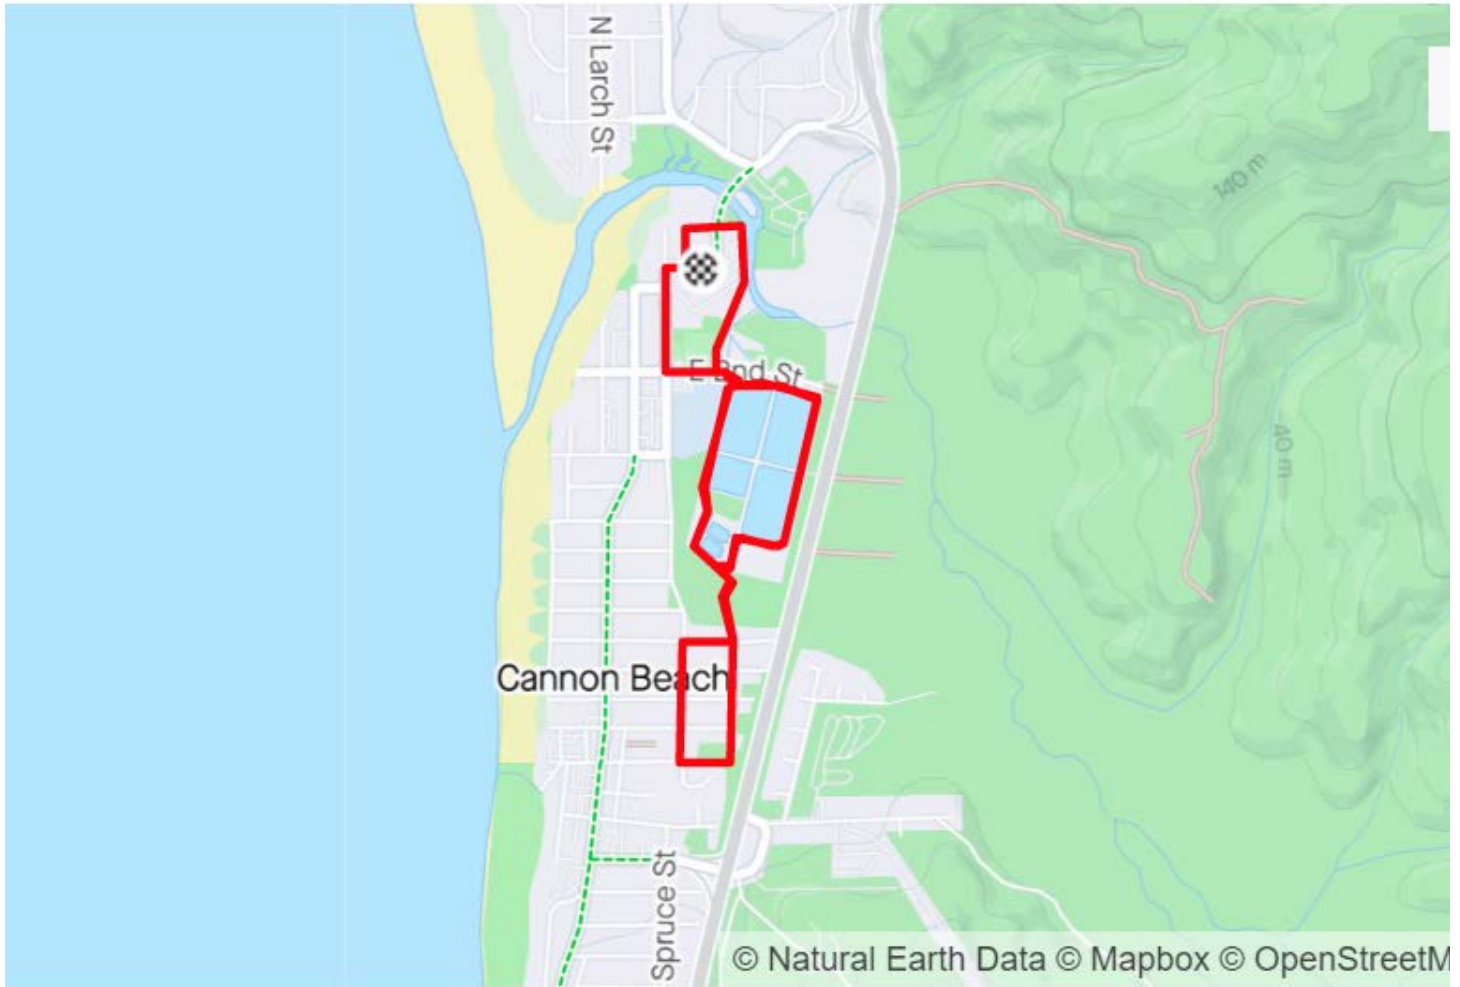 N Larch St
140 m
E 2nd St
40 m
Cannon Beach
Spruce St
© Natural Earth Data © Mapbox © OpenStreetM